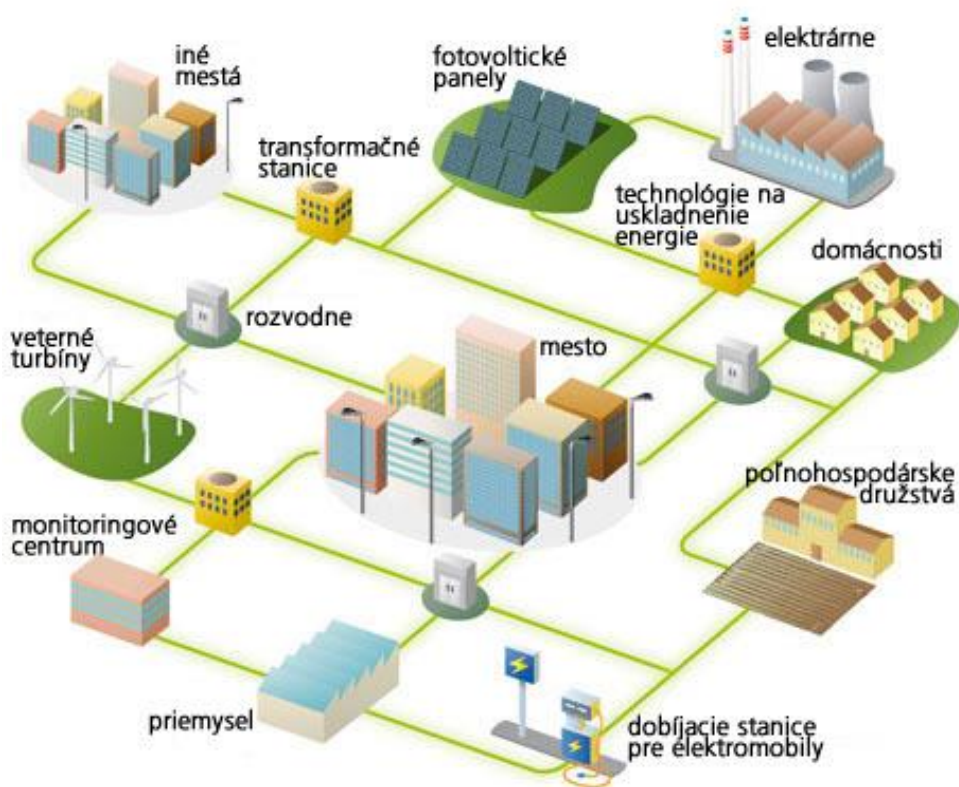 iné
mestá
fotovoltické
panely
elektrárne
transformačné
stanice
technológie na
uskladnenie
energie
domácnosti
rozvodne
veterné
turbíny
mesto
poľnohospodárske
družstvá
monitoringové
centrum
priemysel
dobíjacie stanice
pre elektromobily